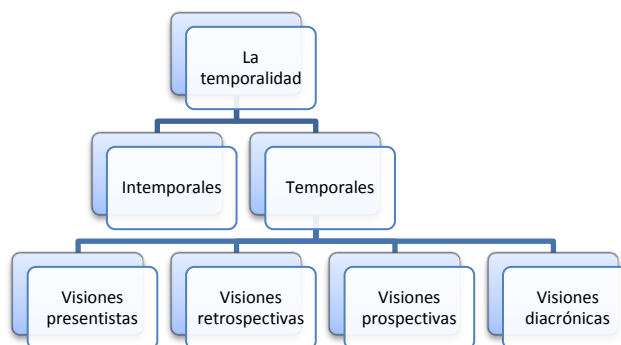 La
temporalidad
Intemporales
Temporales
Visiones
presentistas
Visiones
retrospectivas
Visiones
prospectivas
Visiones
diacrónicas